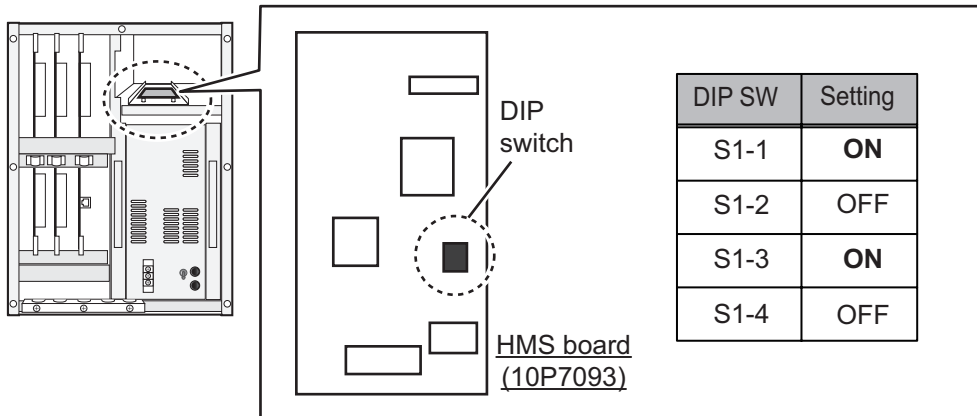 DIP
switch
HMS board
(10P7093)
DIP SW Setting
S1-1 ON
S1-2 OFF
S1-3 ON
S1-4 OFF